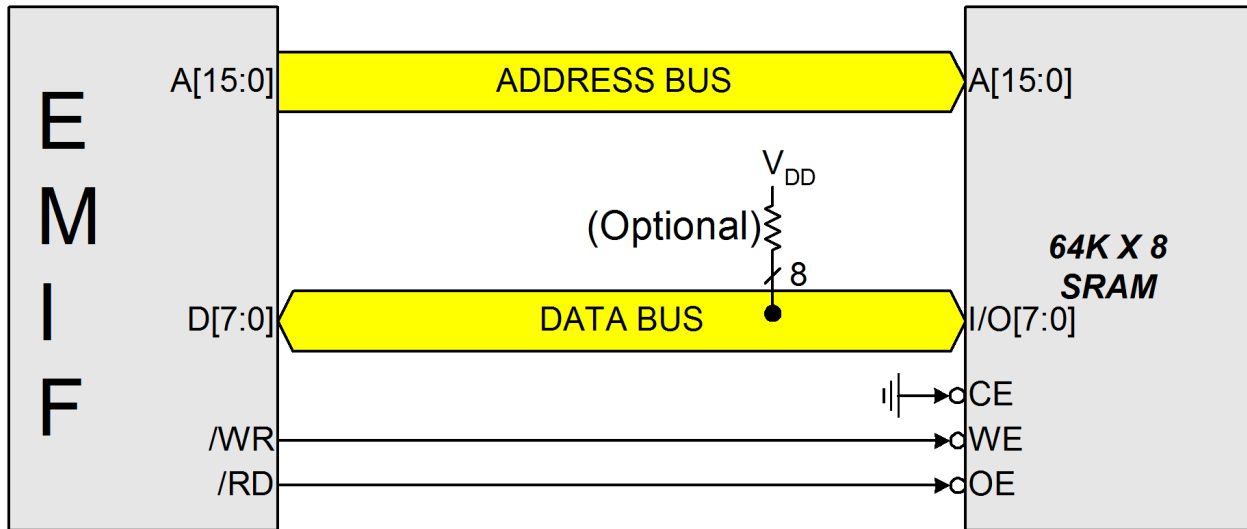 EMIF
A[15:0]
ADDRESS BUS
A[15:0]
VDD
(Optional)
8
64K X 8
SRAM
D[7:0]
DATA BUS
I/O[7:0]
CE
/WR
WE
/RD
OE